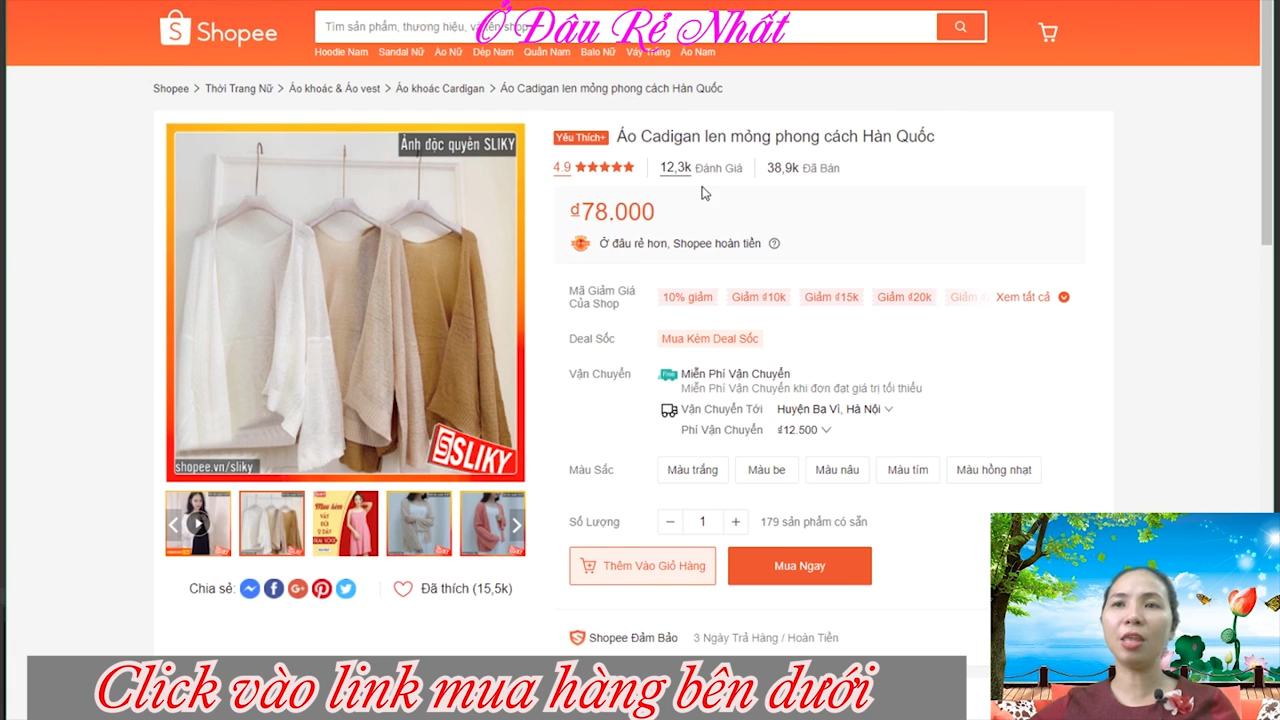 Shopee
Tìm sản phẩm, thương hiệu, và tên shop
Ở Đâu Rẻ Nhất
Hoodie Nam Sandal Nữ Áo Nữ Dép Nam Quần Nam Balo Nữ Váy Trắng Áo Nam
Shopee > Thời Trang Nữ > Áo khoác & Áo vest > Áo khoác Cardigan > Áo Cadigan len mỏng phong cách Hàn Quốc
Ảnh độc quyền SLIKY
SLIKY
shopee.vn/sliky
Chia sẻ:
Đã thích (15,5k)
Yêu Thích+ Áo Cadigan len mỏng phong cách Hàn Quốc
4.9 12,3k Đánh Giá 38,9k Đã Bán
₫78.000
Ở đâu rẻ hơn, Shopee hoàn tiền
Mã Giảm Giá
Của Shop
10% giảm Giảm ₫10k Giảm ₫15k Giảm ₫20k Giảm Xem tất cả
Deal Sốc Mua Kèm Deal Sốc
Vận Chuyển Miễn Phí Vận Chuyển
Miễn Phí Vận Chuyển khi đơn đạt giá trị tối thiểu
Vận Chuyển Tới Huyện Ba Vì, Hà Nội
Phí Vận Chuyển ₫12.500
Màu Sắc Màu trắng Màu be Màu nâu Màu tím Màu hồng nhạt
Số Lượng − 1 + 179 sản phẩm có sẵn
Thêm Vào Giỏ Hàng Mua Ngay
Shopee Đảm Bảo 3 Ngày Trả Hàng / Hoàn Tiền
Click vào link mua hàng bên dưới